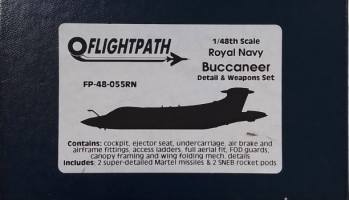 FLIGHTPATH
1/48th Scale
Royal Navy
Buccaneer
Detail & Weapons Set
FP-48-055RN
Contains: cockpit, ejector seat, undercarriage, air brake and
airframe fittings, access ladders, full aerial fit, FOD guards,
canopy framing and wing folding mech. details
Includes: 2 super-detailed Martel missiles & 2 SNEB rocket pods